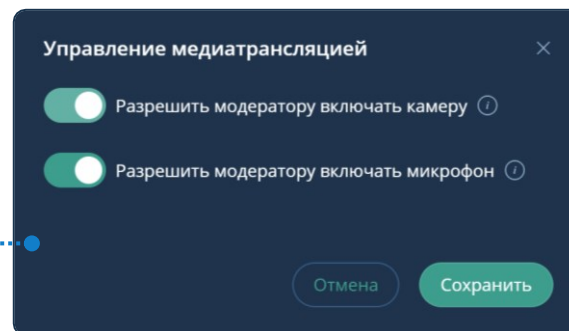 Управление медиатрансляцией
Разрешить модератору включать камеру
Разрешить модератору включать микрофон
Отмена
Сохранить